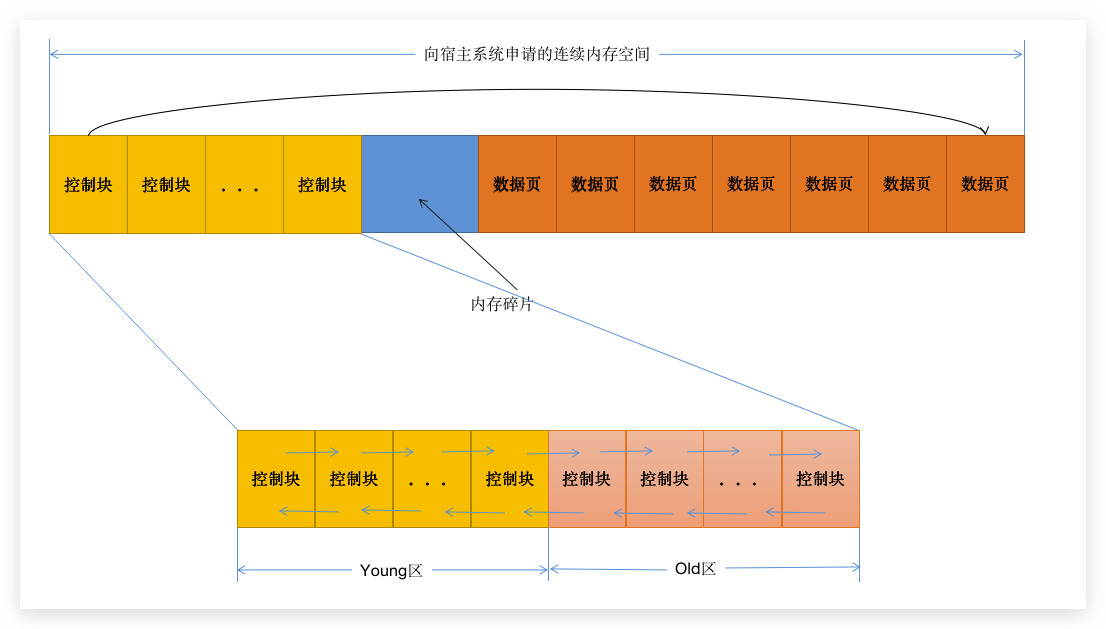 向宿主系统申请的连续内存空间
控制块 控制块 . . . 控制块 数据页 数据页 数据页 数据页 数据页 数据页 数据页
内存碎片
控制块 控制块 . . . 控制块 控制块 控制块 . . . 控制块
Young区 Old区